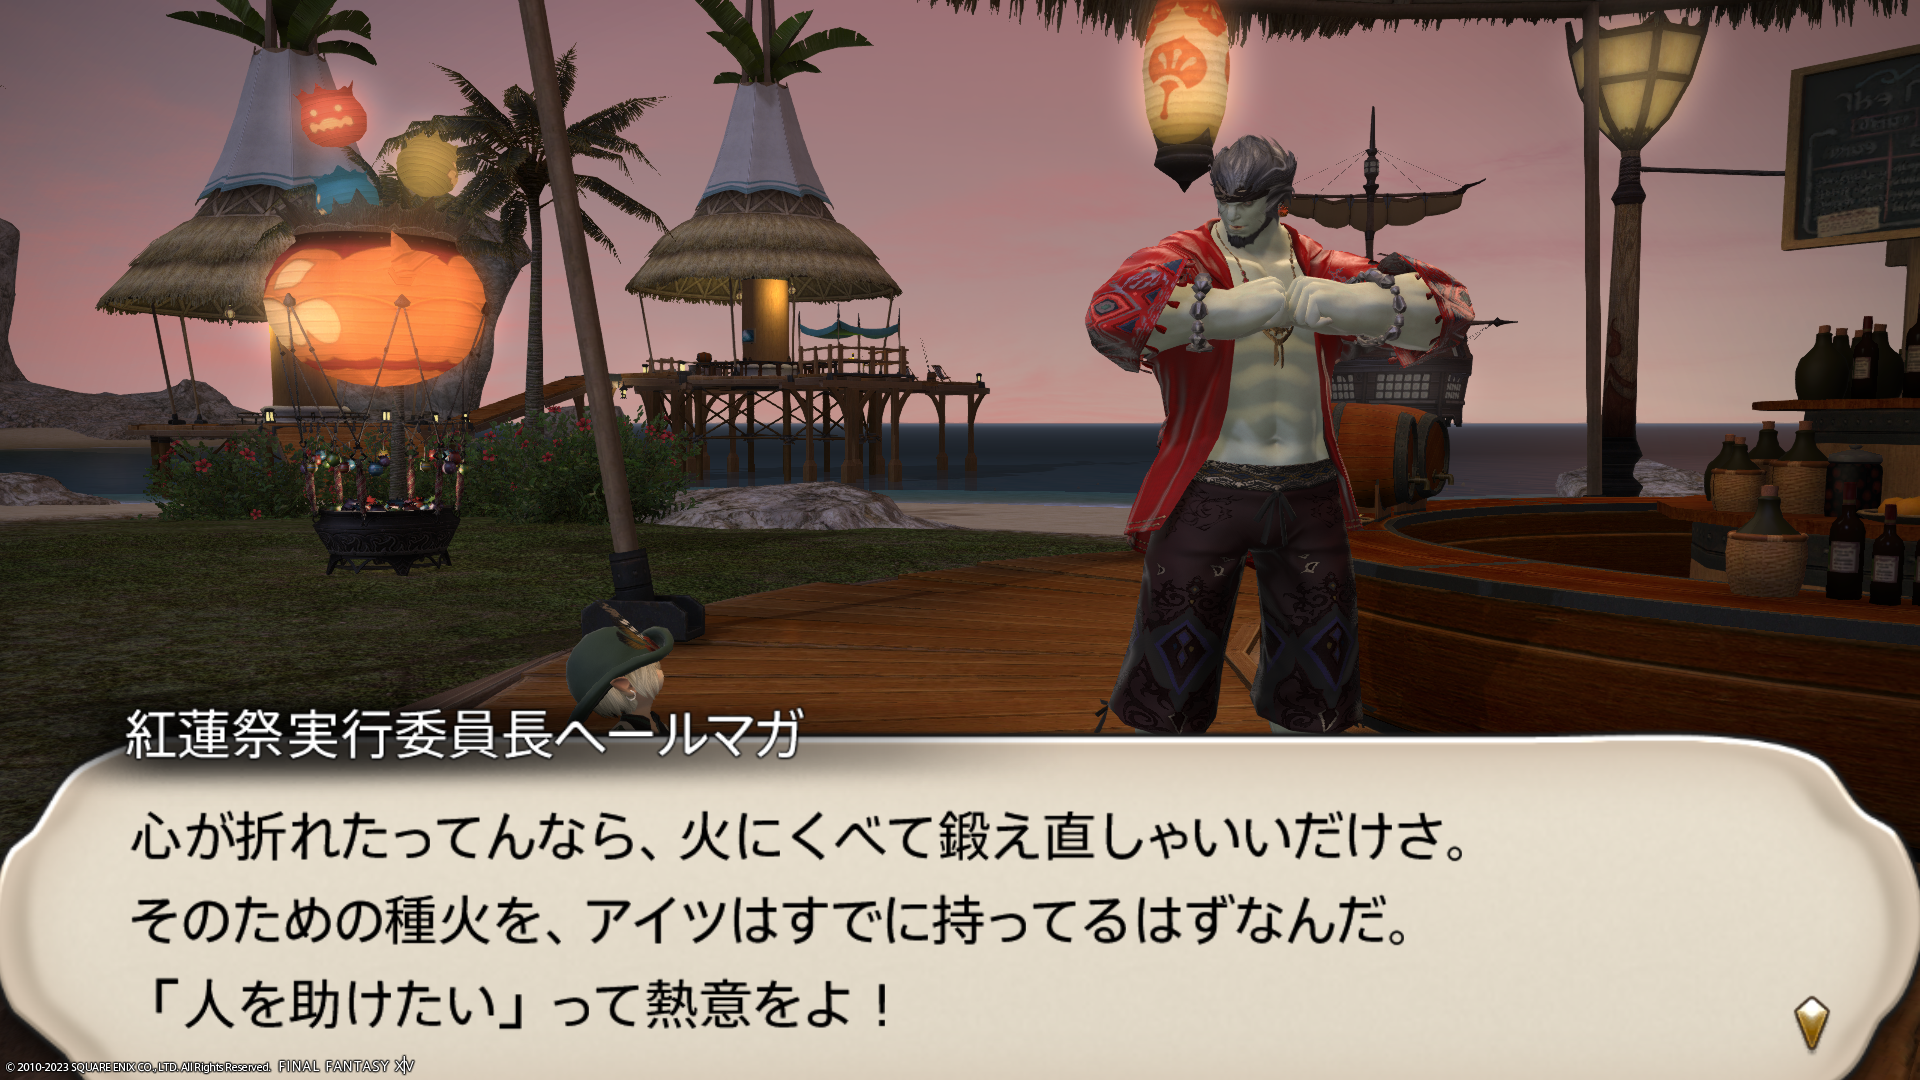 紅蓮祭実行委員長ヘールマガ
心が折れたってんなら、火にくべて鍛え直しゃいいだけさ。
そのための種火を、アイツはすでに持ってるはずなんだ。
「人を助けたい」って熱意をよ！
© 2010-2023 SQUARE ENIX CO., LTD. All Rights Reserved. FINAL FANTASY XIV